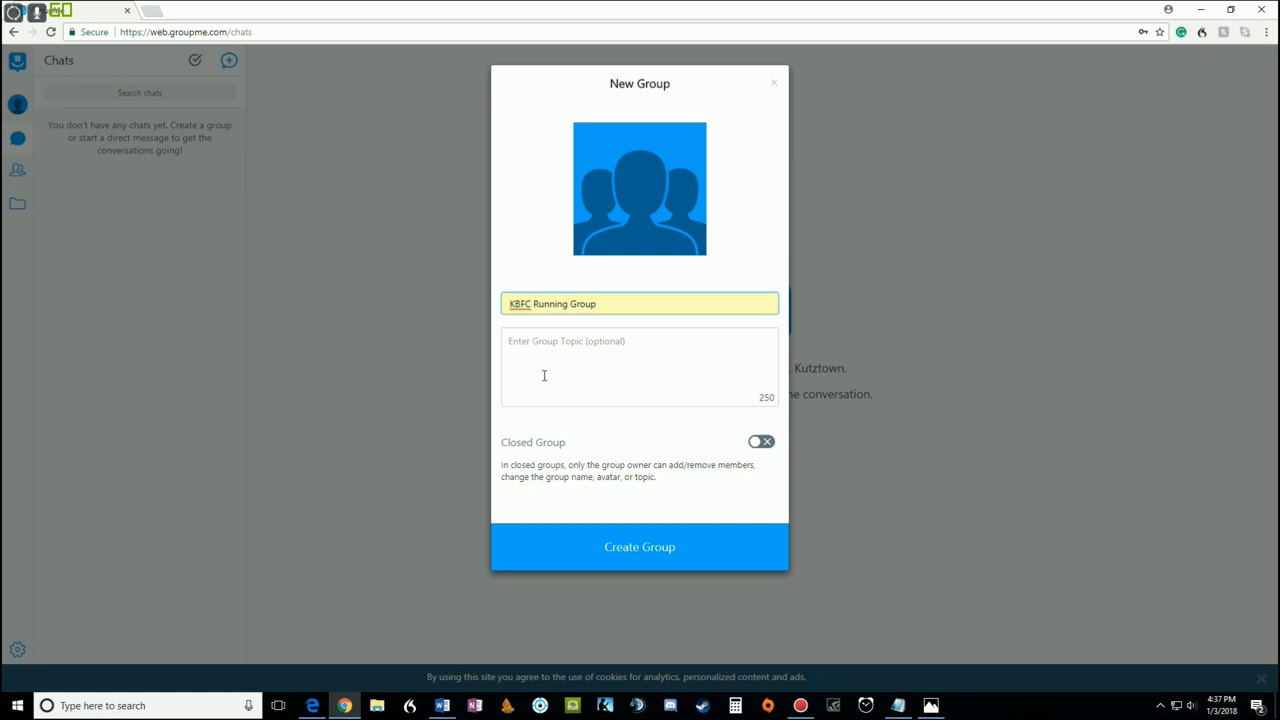 Secure
https://web.groupme.com/chats
Chats
Search chats
You don't have any chats yet. Create a group
or start a direct message to get the
conversations going!
New Group
KBFC Running Group
Enter Group Topic (optional)
250
Closed Group
In closed groups, only the group owner can add/remove members,
change the group name, avatar, or topic.
Create Group
, Kutztown.
e conversation.
By using this site you agree to the use of cookies for analytics, personalized content and ads.
Type here to search
4:37 PM
1/3/2018
2